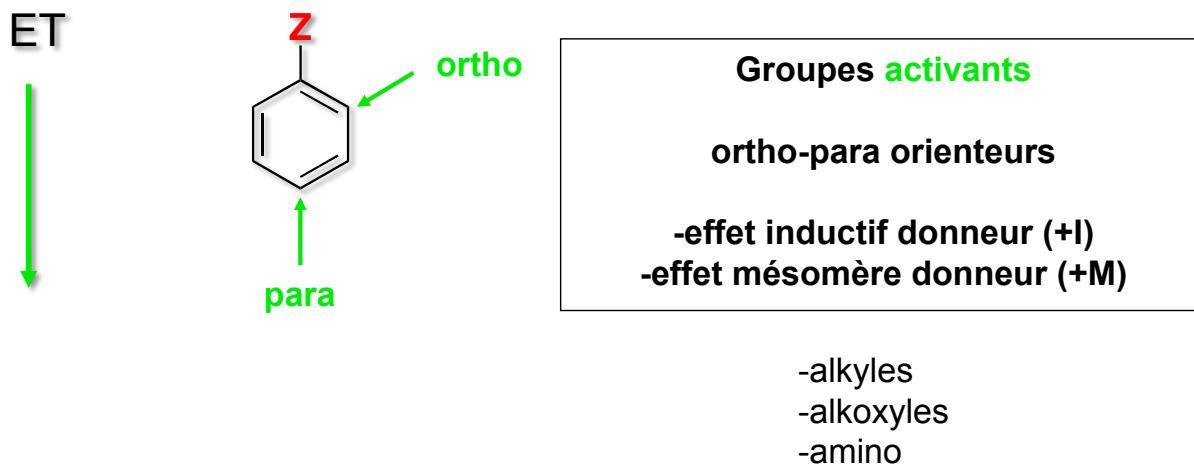 ET
Z
ortho
para
Groupes activants
ortho-para orienteurs
-effet inductif donneur (+I)
-effet mésomère donneur (+M)
-alkyles
-alkoxyles
-amino